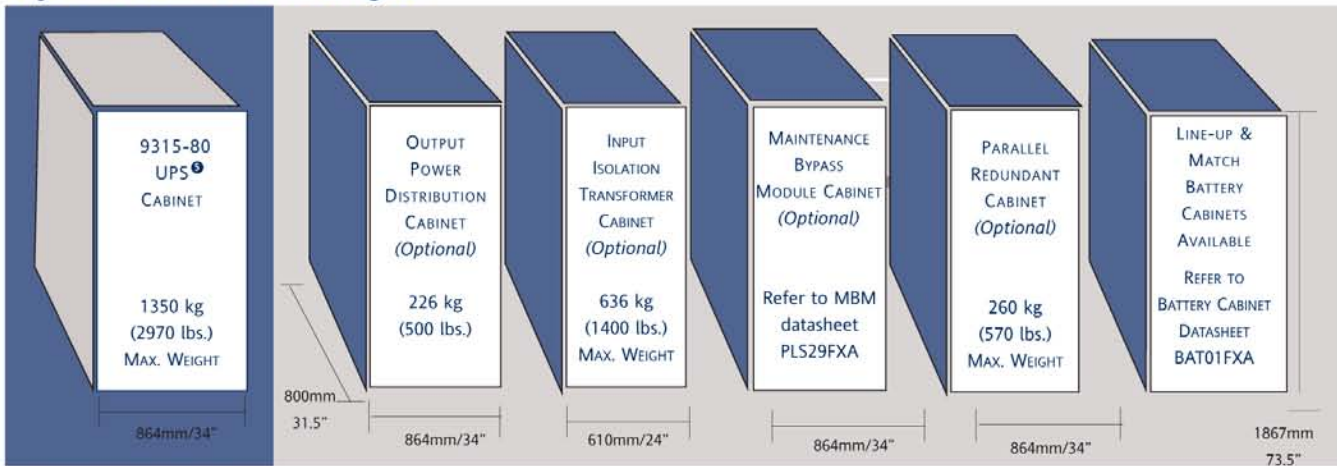 9315-80
UPS❺
CABINET
1350 kg
(2970 lbs.)
MAX. WEIGHT
864mm/34"
OUTPUT
POWER
DISTRIBUTION
CABINET
(Optional)
226 kg
(500 lbs.)
800mm
31.5"
864mm/34"
INPUT
ISOLATION
TRANSFORMER
CABINET
(Optional)
636 kg
(1400 lbs.)
MAX. WEIGHT
610mm/24"
MAINTENANCE
BYPASS
MODULE CABINET
(Optional)
Refer to MBM
datasheet
PLS29FXA
864mm/34"
PARALLEL
REDUNDANT
CABINET
(Optional)
260 kg
(570 lbs.)
MAX. WEIGHT
864mm/34"
LINE-UP &
MATCH
BATTERY
CABINETS
AVAILABLE
REFER TO
BATTERY CABINET
DATASHEET
BAT01FXA
1867mm
73.5"